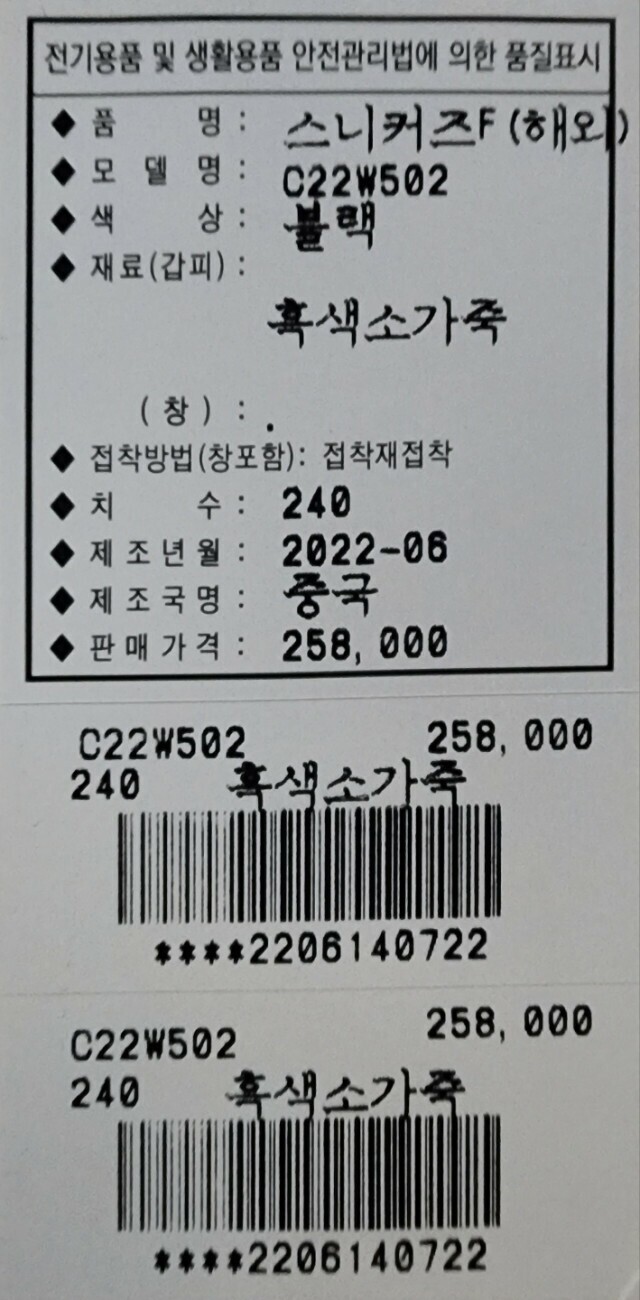 전기용품 및 생활용품 안전관리법에 의한 품질표시
◆ 품 명 : 스니커즈F (해외)
◆ 모 델 명 : C22W502
◆ 색 상 : 블랙
◆ 재료(갑피) :
흑색소가죽
( 창 ) : .
◆ 접착방법(창포함): 접착재접착
◆ 치 수 : 240
◆ 제 조 년 월 : 2022-06
◆ 제 조 국 명 : 중국
◆ 판 매 가 격 : 258,000
C22W502 258,000
240 흑색소가죽
****2206140722
C22W502 258,000
240 흑색소가죽
****2206140722